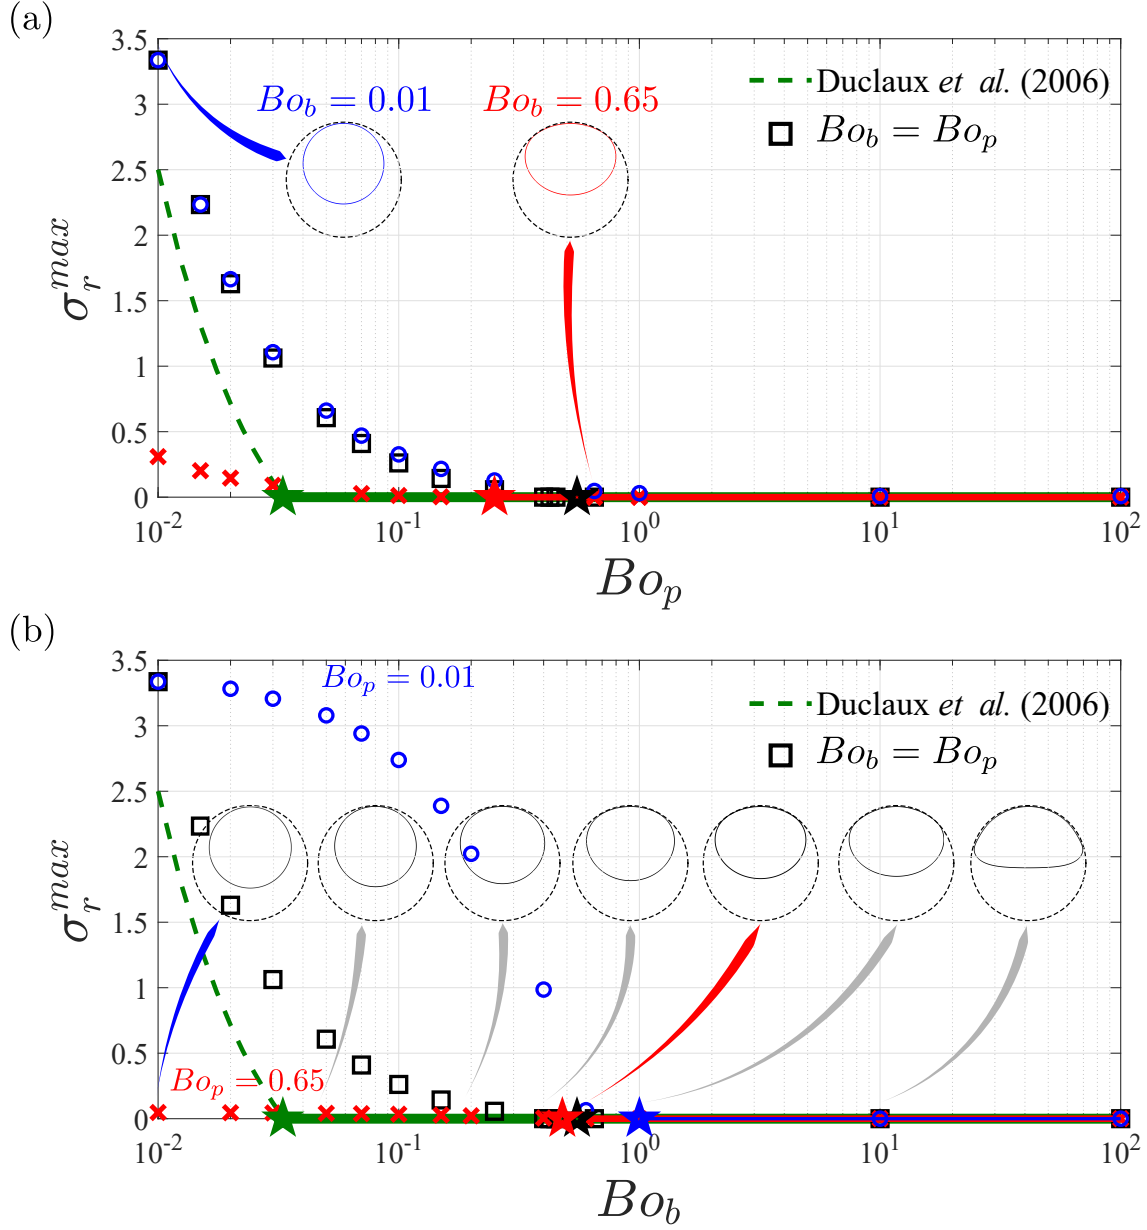 (a)
3.5
3
2.5
2
1.5
1
0.5
0
σ_r^{max}
Bo_b = 0.01
Bo_b = 0.65
Duclaux et al. (2006)
Bo_b = Bo_p
10^{-2}
10^{-1}
10^0
10^1
10^2
Bo_p
(b)
3.5
3
2.5
2
1.5
1
0.5
0
σ_r^{max}
Bo_p = 0.01
Duclaux et al. (2006)
Bo_b = Bo_p
Bo_p = 0.65
10^{-2}
10^{-1}
10^0
10^1
10^2
Bo_b